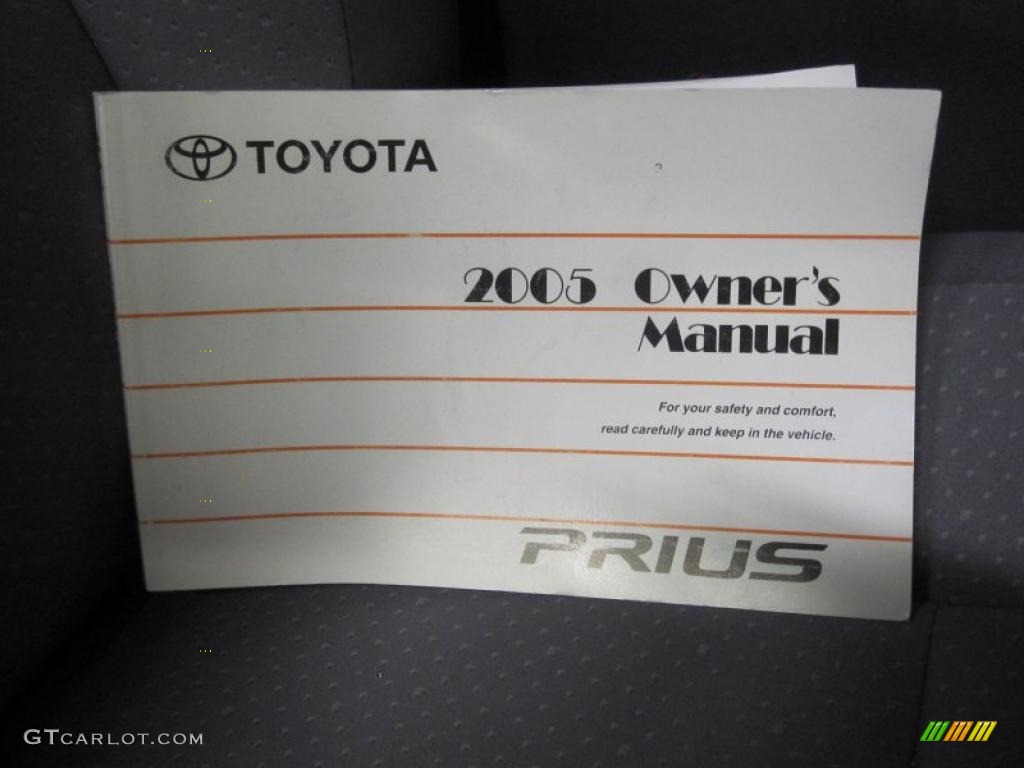 TOYOTA
2005 Owner's
Manual
For your safety and comfort,
read carefully and keep in the vehicle.
PRIUS
GTCARLOT.COM